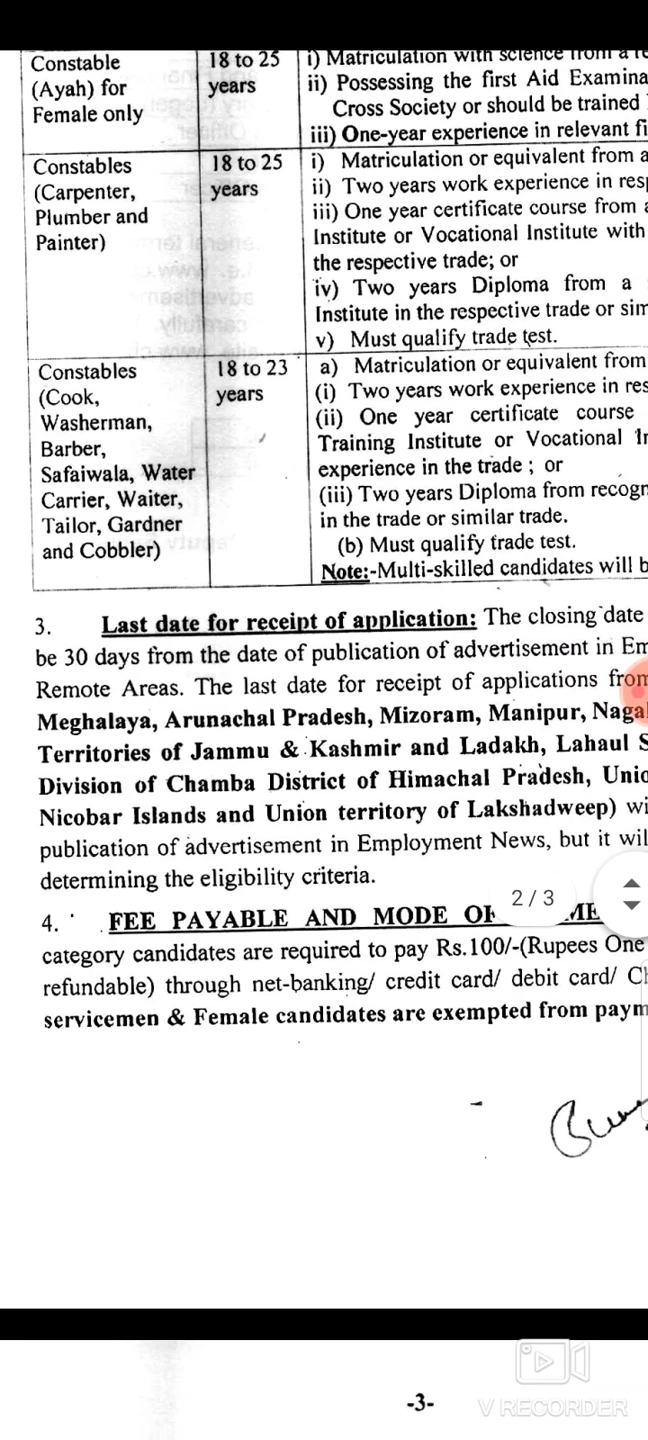 Constable 18 to 25 i) Matriculation with science from a
(Ayah) for years ii) Possessing the first Aid Examina
Female only Cross Society or should be trained
iii) One-year experience in relevant fi
Constables 18 to 25 i) Matriculation or equivalent from a
(Carpenter, years ii) Two years work experience in resp
Plumber and iii) One year certificate course from a
Painter) Institute or Vocational Institute with
the respective trade; or
iv) Two years Diploma from a
Institute in the respective trade or sim
v) Must qualify trade test.
Constables 18 to 23 a) Matriculation or equivalent from
(Cook, years (i) Two years work experience in res
Washerman, (ii) One year certificate course
Barber, Training Institute or Vocational In
Safaiwala, Water experience in the trade ; or
Carrier, Waiter, (iii) Two years Diploma from recogn
Tailor, Gardner in the trade or similar trade.
and Cobbler) (b) Must qualify trade test.
Note:-Multi-skilled candidates will b
3. Last date for receipt of application: The closing date
be 30 days from the date of publication of advertisement in Em
Remote Areas. The last date for receipt of applications from
Meghalaya, Arunachal Pradesh, Mizoram, Manipur, Nagal
Territories of Jammu & Kashmir and Ladakh, Lahaul S
Division of Chamba District of Himachal Pradesh, Unio
Nicobar Islands and Union territory of Lakshadweep) wi
publication of advertisement in Employment News, but it wil
determining the eligibility criteria.
2/3
4. FEE PAYABLE AND MODE OF
category candidates are required to pay Rs.100/-(Rupees One
refundable) through net-banking/ credit card/ debit card/ Ch
servicemen & Female candidates are exempted from paym
-3-
V RECORDER